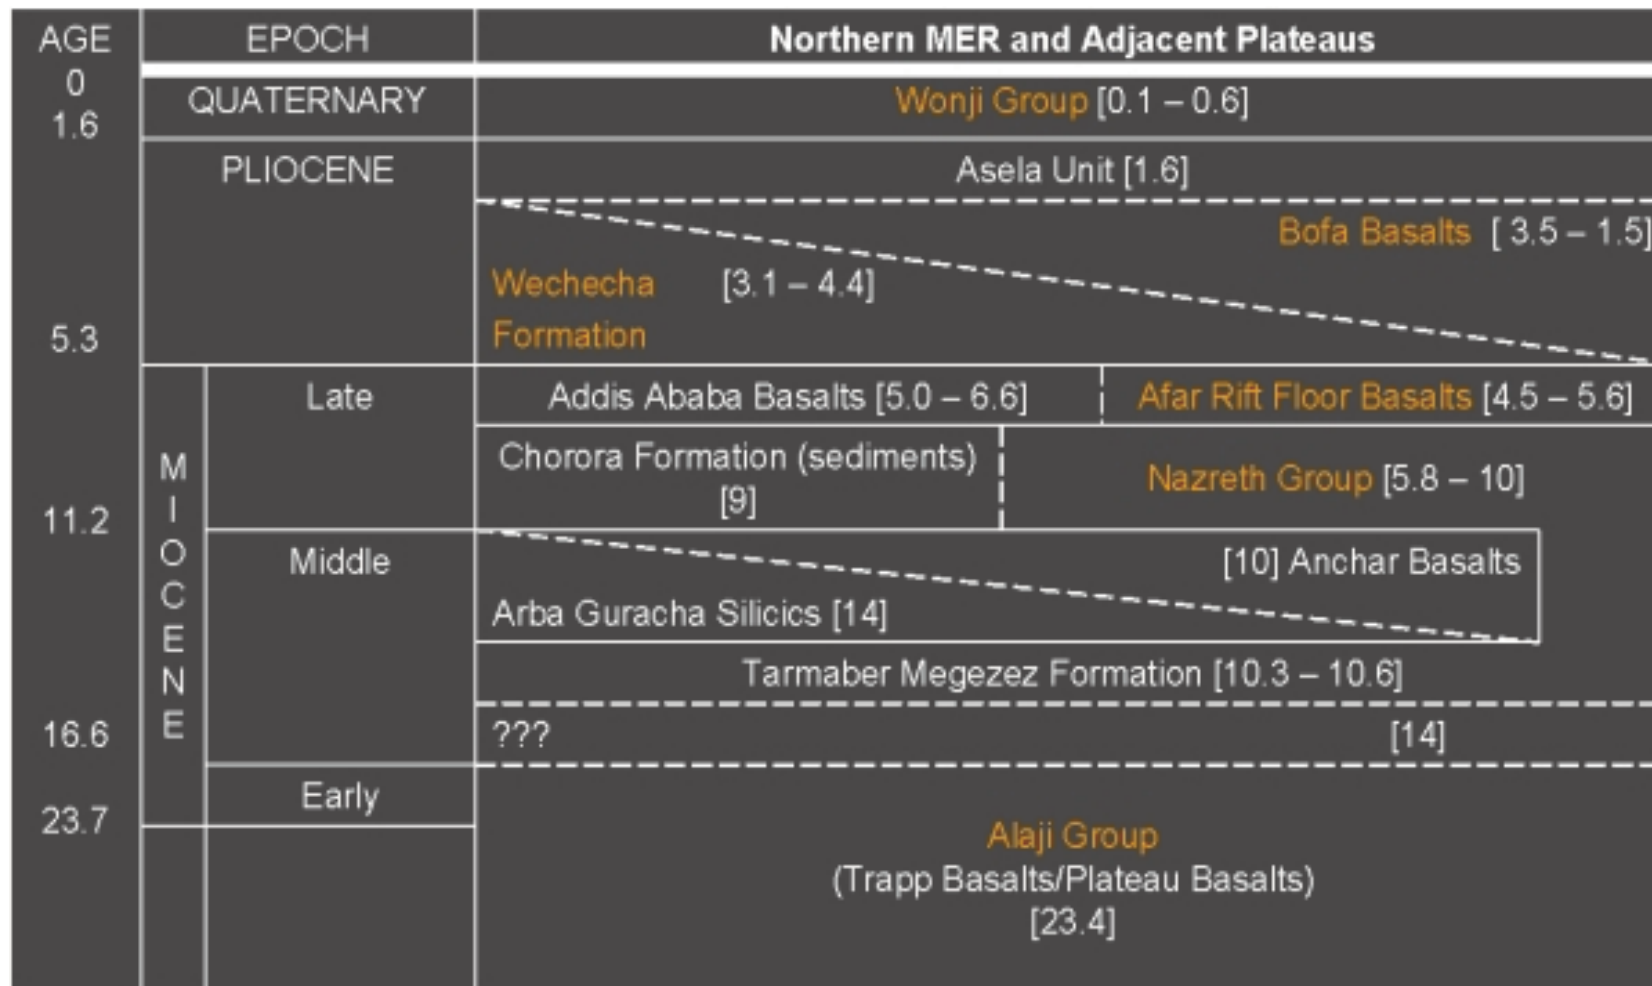 AGE EPOCH Northern MER and Adjacent Plateaus
0
QUATERNARY Wonji Group [0.1 – 0.6]
1.6
PLIOCENE Asela Unit [1.6]
Bofa Basalts [ 3.5 – 1.5]
Wechecha [3.1 – 4.4]
5.3 Formation
Late Addis Ababa Basalts [5.0 – 6.6] Afar Rift Floor Basalts [4.5 – 5.6]
MIOCENE
Chorora Formation (sediments)
[9]
Nazreth Group [5.8 – 10]
11.2
Middle [10] Anchar Basalts
Arba Guracha Silicics [14]
Tarmaber Megezez Formation [10.3 – 10.6]
16.6 ??? [14]
Early
23.7
Alaji Group
(Trapp Basalts/Plateau Basalts)
[23.4]